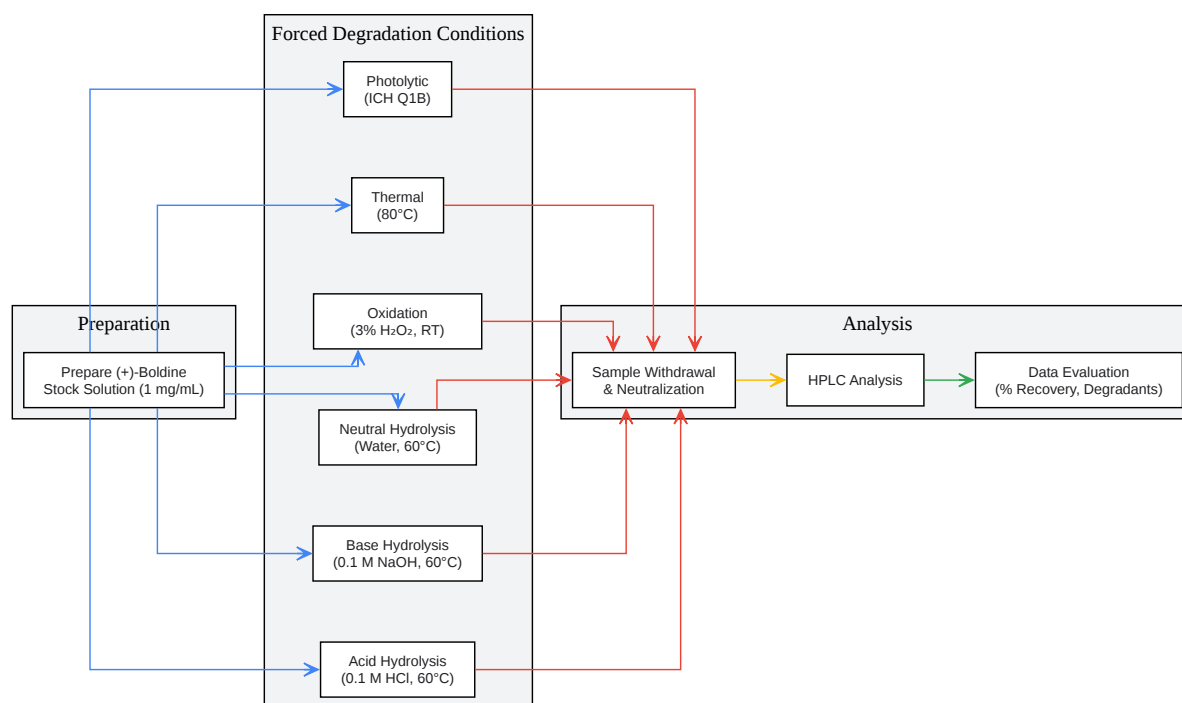 Forced Degradation Conditions
Photolytic
(ICH Q1B)
Thermal
(80°C)
Oxidation
(3% H₂O₂, RT)
Neutral Hydrolysis
(Water, 60°C)
Base Hydrolysis
(0.1 M NaOH, 60°C)
Acid Hydrolysis
(0.1 M HCl, 60°C)
Preparation
Prepare (+)-Boldine
Stock Solution (1 mg/mL)
Analysis
Sample Withdrawal
& Neutralization
HPLC Analysis
Data Evaluation
(% Recovery, Degradants)